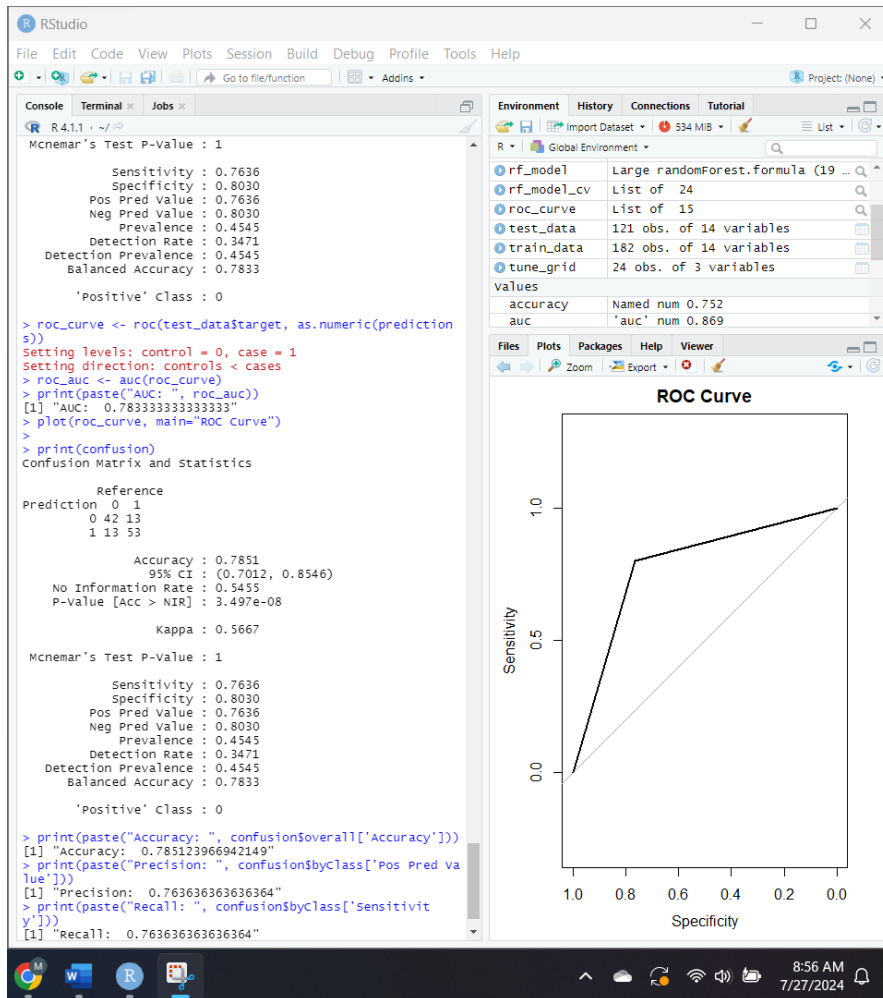 RStudio
File Edit Code View Plots Session Build Debug Profile Tools Help
Go to file/function Addins Project: (None)
Console Terminal Jobs
R 4.1.1 · ~/
Mcnemar's Test P-Value : 1
Sensitivity : 0.7636
Specificity : 0.8030
Pos Pred Value : 0.7636
Neg Pred Value : 0.8030
Prevalence : 0.4545
Detection Rate : 0.3471
Detection Prevalence : 0.4545
Balanced Accuracy : 0.7833
'Positive' Class : 0
> roc_curve <- roc(test_data$target, as.numeric(prediction
s))
Setting levels: control = 0, case = 1
Setting direction: controls < cases
> roc_auc <- auc(roc_curve)
> print(paste("AUC: ", roc_auc))
[1] "AUC:  0.783333333333333"
> plot(roc_curve, main="ROC Curve")
>
> print(confusion)
Confusion Matrix and Statistics
Reference
Prediction  0  1
0 42 13
1 13 53
Accuracy : 0.7851
95% CI : (0.7012, 0.8546)
No Information Rate : 0.5455
P-Value [Acc > NIR] : 3.497e-08
Kappa : 0.5667
Mcnemar's Test P-Value : 1
Sensitivity : 0.7636
Specificity : 0.8030
Pos Pred Value : 0.7636
Neg Pred Value : 0.8030
Prevalence : 0.4545
Detection Rate : 0.3471
Detection Prevalence : 0.4545
Balanced Accuracy : 0.7833
'Positive' Class : 0
> print(paste("Accuracy: ", confusion$overall['Accuracy']))
[1] "Accuracy:  0.785123966942149"
> print(paste("Precision: ", confusion$byClass['Pos Pred Va
lue']))
[1] "Precision:  0.763636363636364"
> print(paste("Recall: ", confusion$byClass['Sensitivit
y']))
[1] "Recall:  0.763636363636364"
Environment History Connections Tutorial
Import Dataset 534 MiB List
R Global Environment
rf_model Large randomForest.formula (19 …
rf_model_cv List of  24
roc_curve List of  15
test_data 121 obs. of 14 variables
train_data 182 obs. of 14 variables
tune_grid 24 obs. of 3 variables
Values
accuracy Named num 0.752
auc 'auc' num 0.869
Files Plots Packages Help Viewer
Zoom Export
ROC Curve
Sensitivity
1.0
0.5
0.0
1.0 0.8 0.6 0.4 0.2 0.0
Specificity
M
W
R
8:56 AM
7/27/2024